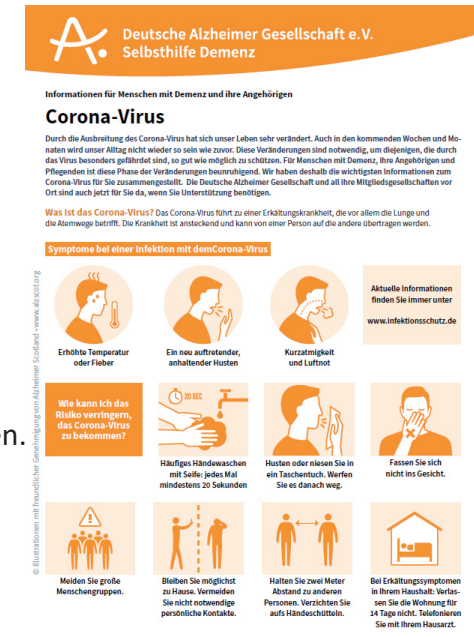 Deutsche Alzheimer Gesellschaft e.V.
Selbsthilfe Demenz
Informationen für Menschen mit Demenz und ihre Angehörigen
Corona-Virus
Durch die Ausbreitung des Corona-Virus hat sich unser Leben sehr verändert. Auch in den kommenden Wochen und Mo-
naten wird unser Alltag nicht wieder so sein wie zuvor. Diese Veränderungen sind notwendig, um diejenigen, die durch
das Virus besonders gefährdet sind, so gut wie möglich zu schützen. Für Menschen mit Demenz, ihre Angehörigen und
Pflegenden ist diese Phase der Veränderungen beunruhigend. Wir haben deshalb die wichtigsten Informationen zum
Corona-Virus für Sie zusammengestellt. Die Deutsche Alzheimer Gesellschaft und all ihre Mitgliedsgesellschaften vor
Ort sind auch jetzt für Sie da, wenn Sie Unterstützung benötigen.
Was ist das Corona-Virus? Das Corona-Virus führt zu einer Erkältungskrankheit, die vor allem die Lunge und
die Atemwege betrifft. Die Krankheit ist ansteckend und kann von einer Person auf die andere übertragen werden.
Symptome bei einer Infektion mit demCorona-Virus
Erhöhte Temperatur
oder Fieber
Ein neu auftretender,
anhaltender Husten
Kurzatmigkeit
und Luftnot
Aktuelle Informationen
finden Sie immer unter
www.infektionsschutz.de
Wie kann ich das
Risiko verringern,
das Corona-Virus
zu bekommen?
20 SEC
Häufiges Händewaschen
mit Seife: jedes Mal
mindestens 20 Sekunden
Husten oder niesen Sie in
ein Taschentuch. Werfen
Sie es danach weg.
Fassen Sie sich
nicht ins Gesicht.
Meiden Sie große
Menschengruppen.
Bleiben Sie möglichst
zu Hause. Vermeiden
Sie nicht notwendige
persönliche Kontakte.
Halten Sie zwei Meter
Abstand zu anderen
Personen. Verzichten Sie
aufs Händeschütteln.
Bei Erkältungssymptomen
in Ihrem Haushalt: Verlas-
sen Sie die Wohnung für
14 Tage nicht. Telefonieren
Sie mit Ihrem Hausarzt.
© Illustrationen mit freundlicher Genehmigung von Alzheimer Scotland • www.alzscot.org
en.